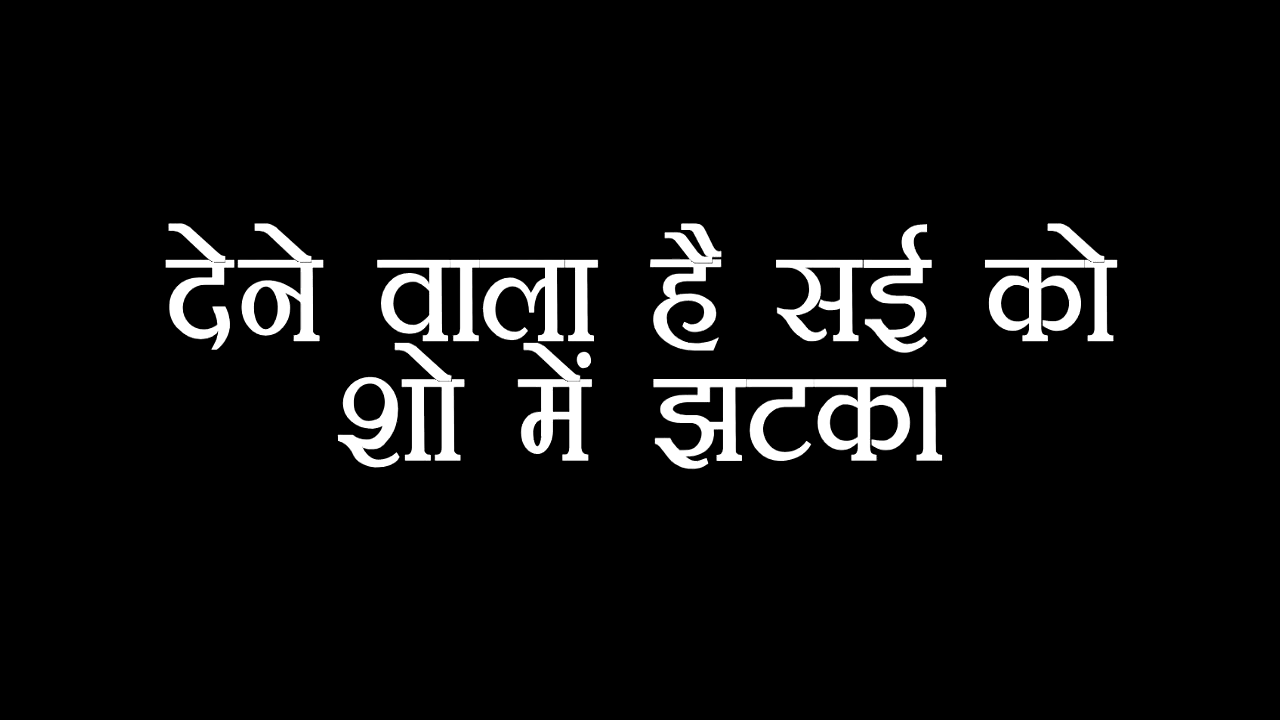 देने वाला है सई को
शो में झटका